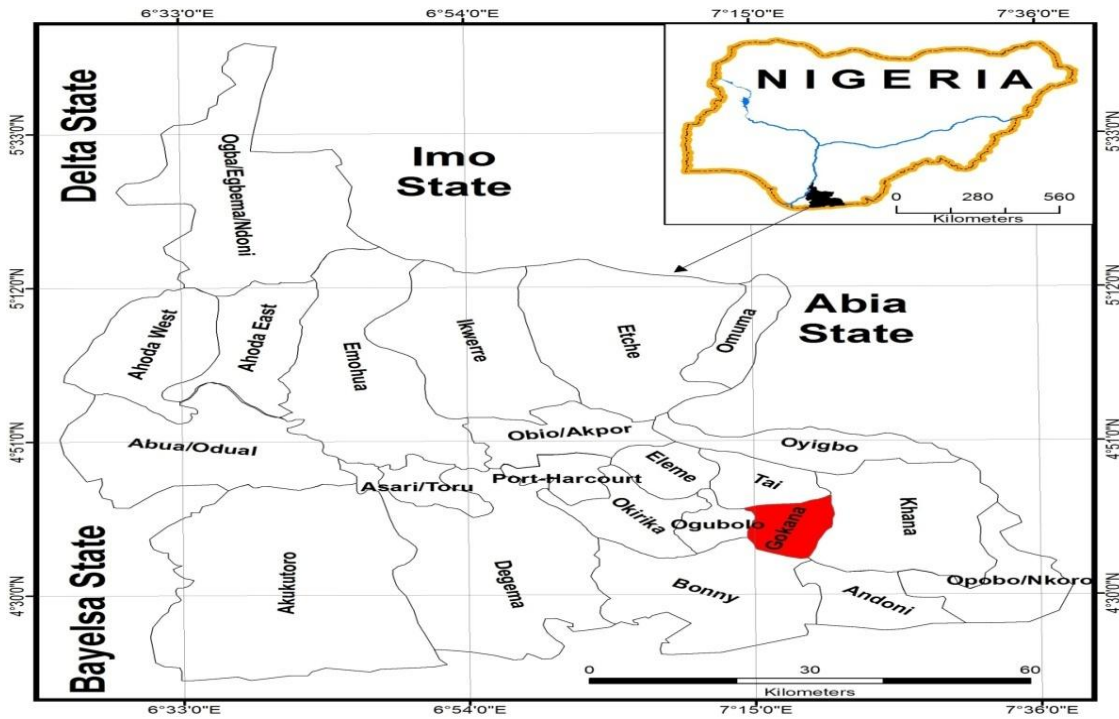 6°33'0"E 6°54'0"E 7°15'0"E 7°36'0"E
Delta State
5°33'0"N
Ogba/Egbema/Ndoni
Imo
State
NIGERIA
0 280 560
Kilometers
5°33'0"N
5°12'0"N
Ahoda West
Ahoda East
Emohua
Ikwerre
Etche
Omuma
Abia
State
5°12'0"N
4°51'0"N
Abua/Odual
Obio/Akpor
Oyigbo
4°51'0"N
Asari/Toru
Port-Harcourt
Eleme
Tai
Okirika
Ogubolo
Gokana
Khana
Bayelsa State
4°30'0"N
Akukutoro
Degema
Bonny
Andoni
Opobo/Nkoro
4°30'0"N
0 30 60
Kilometers
6°33'0"E 6°54'0"E 7°15'0"E 7°36'0"E